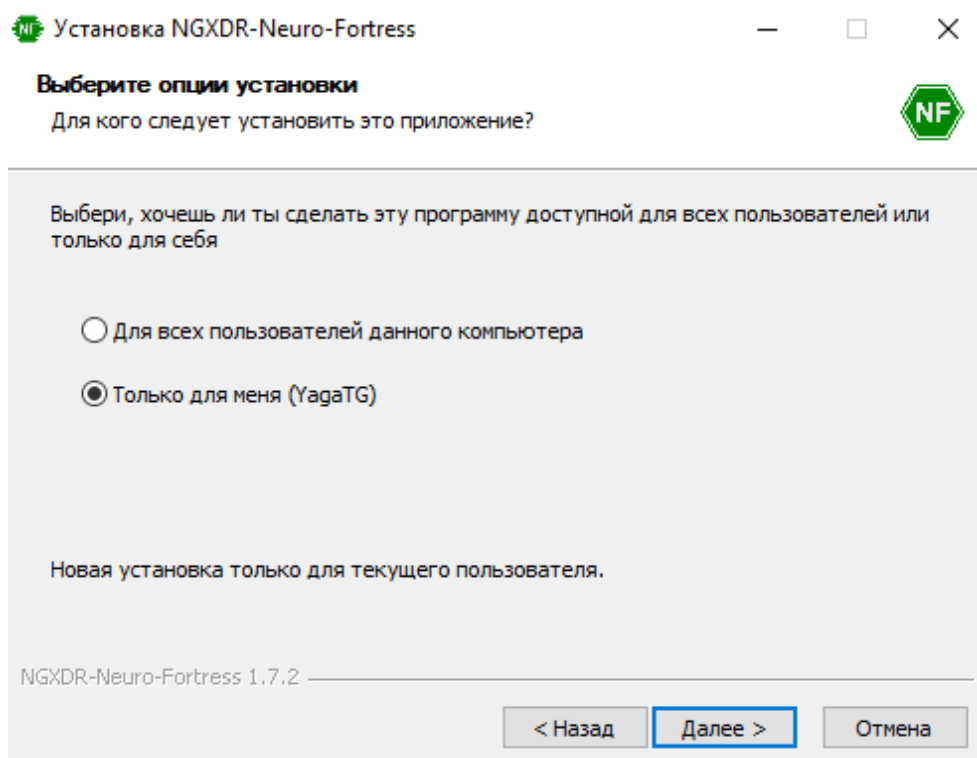 NF Установка NGXDR-Neuro-Fortress
Выберите опции установки
Для кого следует установить это приложение?
NF
Выбери, хочешь ли ты сделать эту программу доступной для всех пользователей или
только для себя
Для всех пользователей данного компьютера
Только для меня (YagaTG)
Новая установка только для текущего пользователя.
NGXDR-Neuro-Fortress 1.7.2
< Назад Далее > Отмена